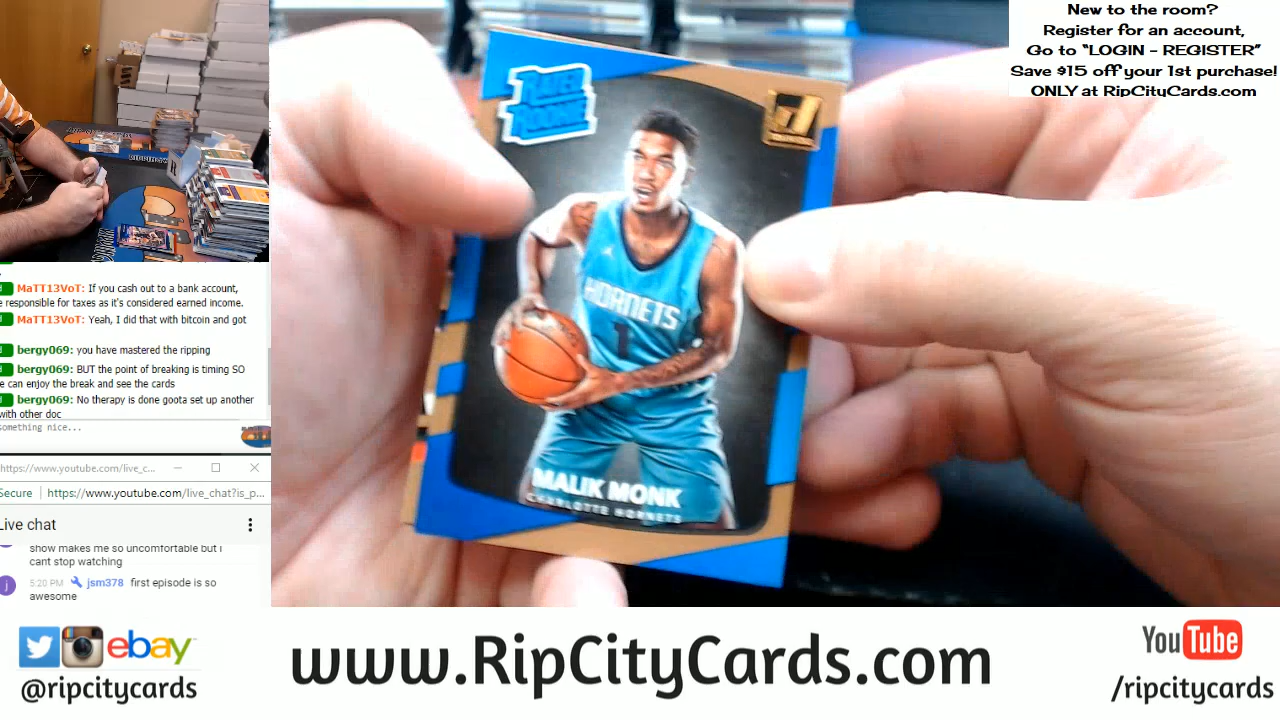 New to the room?
Register for an account,
Go to “LOGIN - REGISTER”
Save $15 off your 1st purchase!
ONLY at RipCityCards.com
RATED
ROOKIE
HORNETS
1
MALIK MONK
CHARLOTTE HORNETS
MaTT13VoT: If you cash out to a bank account,
responsible for taxes as it's considered earned income.
MaTT13VoT: Yeah, I did that with bitcoin and got
bergy069: you have mastered the ripping
bergy069: BUT the point of breaking is timing SO
e can enjoy the break and see the cards
bergy069: No therapy is done goota set up another
with other doc
something nice...
https://www.youtube.com/live_c...
Secure https://www.youtube.com/live_chat?is_p...
Live chat
show makes me so uncomfortable but i
cant stop watching
j 5:20 PM jsm378 first episode is so
awesome
ebay
@ripcitycards
www.RipCityCards.com
YouTube
/ripcitycards